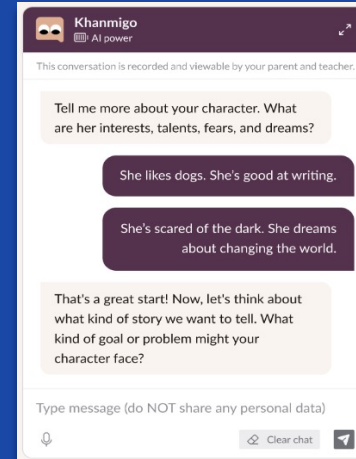 Khanmigo
AI power
This conversation is recorded and viewable by your parent and teacher.
Tell me more about your character. What
are her interests, talents, fears, and dreams?
She likes dogs. She's good at writing.
She's scared of the dark. She dreams
about changing the world.
That's a great start! Now, let's think about
what kind of story we want to tell. What
kind of goal or problem might your
character face?
Type message (do NOT share any personal data)
Clear chat